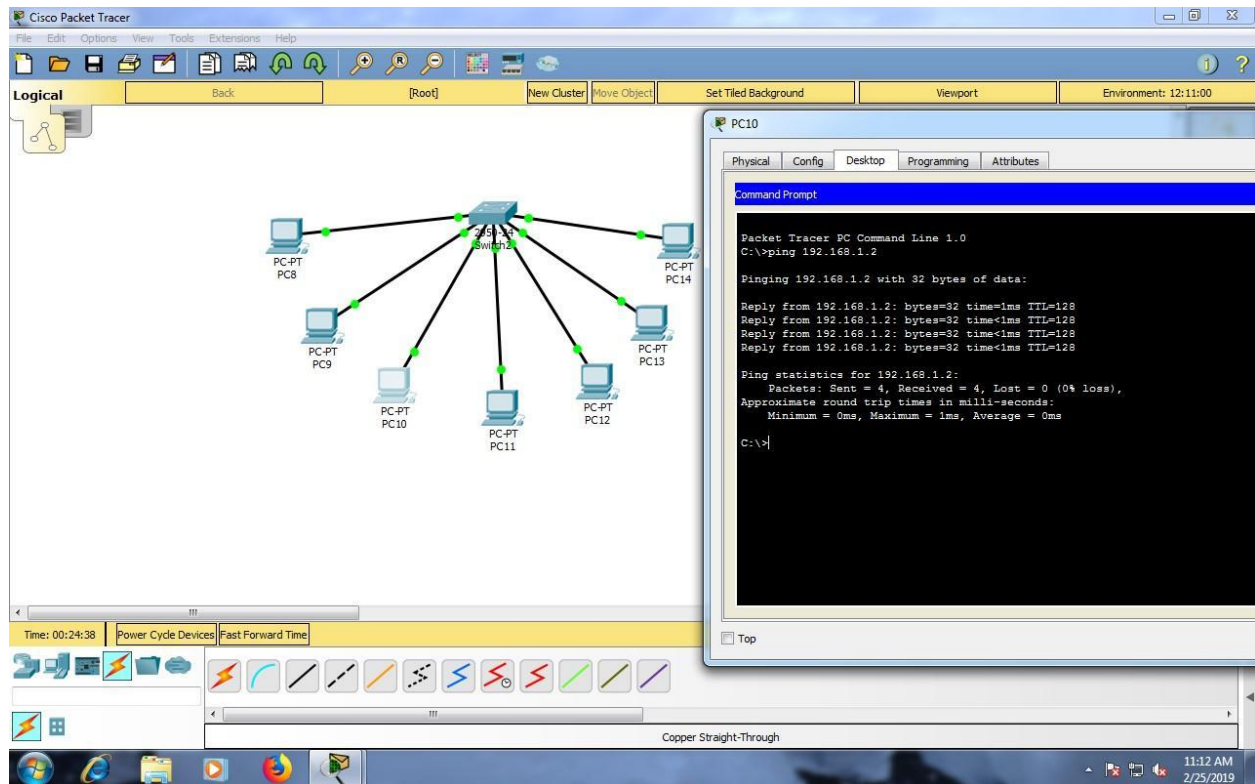 Cisco Packet Tracer
File Edit Options View Tools Extensions Help
Logical
Back
[Root]
New Cluster
Move Object
Set Tiled Background
Viewport
Environment: 12:11:00
2950-24
Switch2
PC-PT
PC8
PC-PT
PC9
PC-PT
PC10
PC-PT
PC11
PC-PT
PC12
PC-PT
PC13
PC-PT
PC14
PC10
Physical Config Desktop Programming Attributes
Command Prompt
Packet Tracer PC Command Line 1.0
C:\>ping 192.168.1.2
Pinging 192.168.1.2 with 32 bytes of data:
Reply from 192.168.1.2: bytes=32 time=1ms TTL=128
Reply from 192.168.1.2: bytes=32 time<1ms TTL=128
Reply from 192.168.1.2: bytes=32 time<1ms TTL=128
Reply from 192.168.1.2: bytes=32 time<1ms TTL=128
Ping statistics for 192.168.1.2:
Packets: Sent = 4, Received = 4, Lost = 0 (0% loss),
Approximate round trip times in milli-seconds:
Minimum = 0ms, Maximum = 1ms, Average = 0ms
C:\>
Top
Time: 00:24:38
Power Cycle Devices
Fast Forward Time
Copper Straight-Through
11:12 AM
2/25/2019